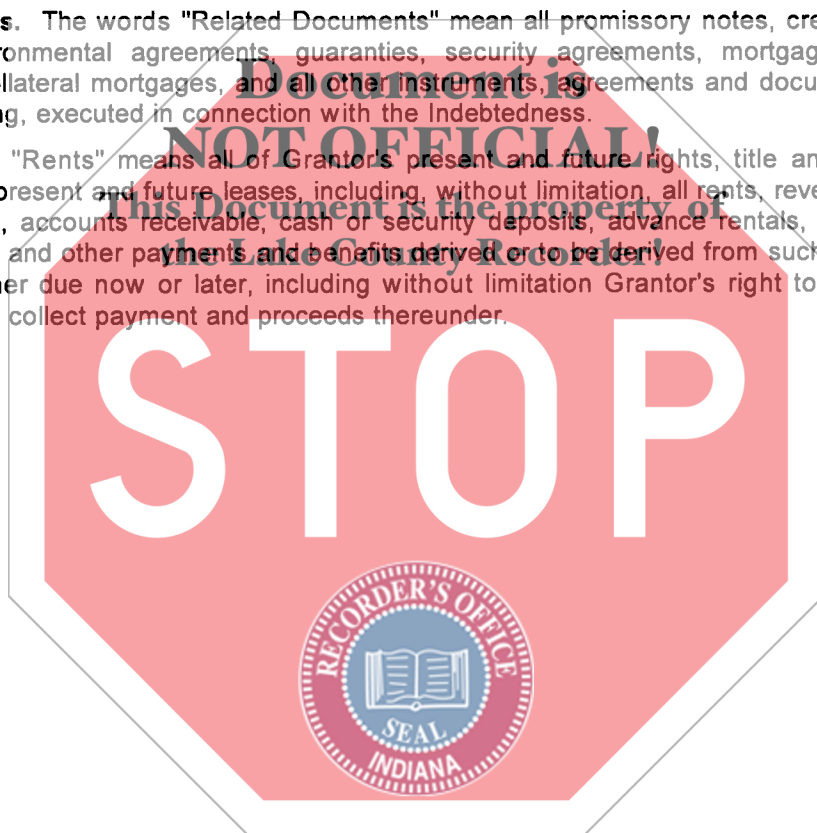 s. The words "Related Documents" mean all promissory notes, cre
ronmental agreements, guaranties, security agreements, mortgag
llateral mortgages, and all other instruments, agreements and docu
g, executed in connection with the Indebtedness.
"Rents" means all of Grantor's present and future rights, title an
present and future leases, including, without limitation, all rents, reve
, accounts receivable, cash or security deposits, advance rentals,
and other payments and benefits derived or to be derived from such
er due now or later, including without limitation Grantor's right to
collect payment and proceeds thereunder.
Document is
NOT OFFICIAL!
This Document is the property of
the Lake County Recorder!
STOP
RECORDER'S OFFICE
SEAL
INDIANA